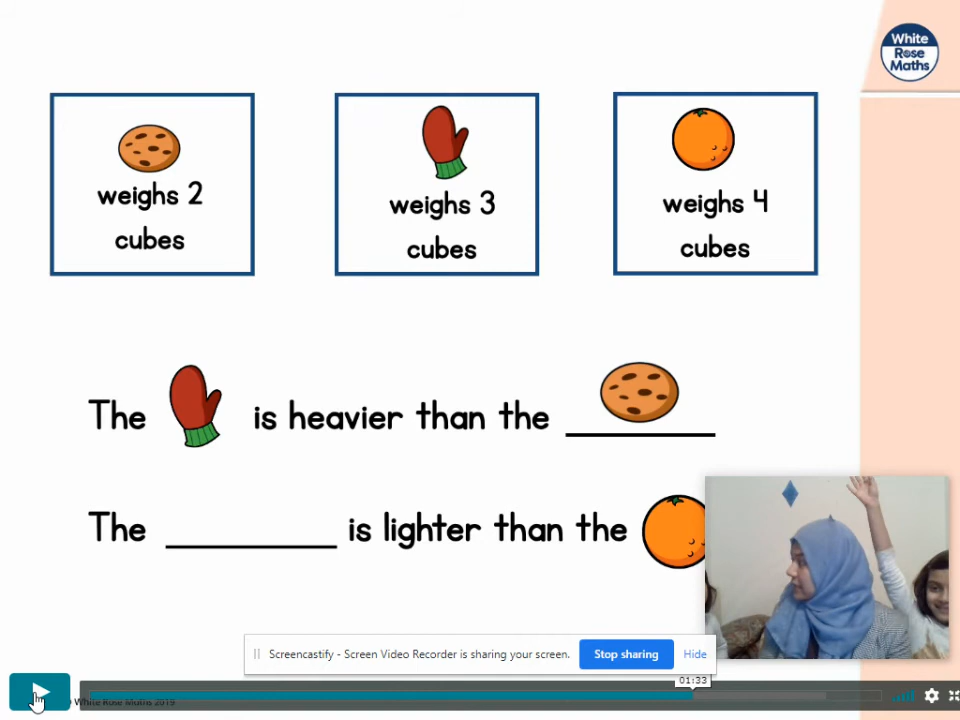 White
Rose
Maths
weighs 2
cubes
weighs 3
cubes
weighs 4
cubes
The is heavier than the
The is lighter than the
Screencastify - Screen Video Recorder is sharing your screen.
Stop sharing
Hide
01:33
White Rose Maths 2019